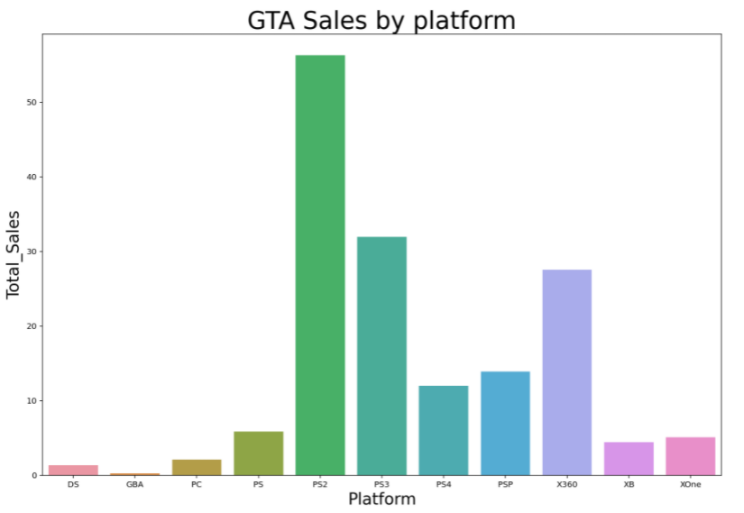 GTA Sales by platform
Total_Sales
50
40
30
20
10
0
DS GBA PC PS PS2 PS3 PS4 PSP X360 XB XOne
Platform